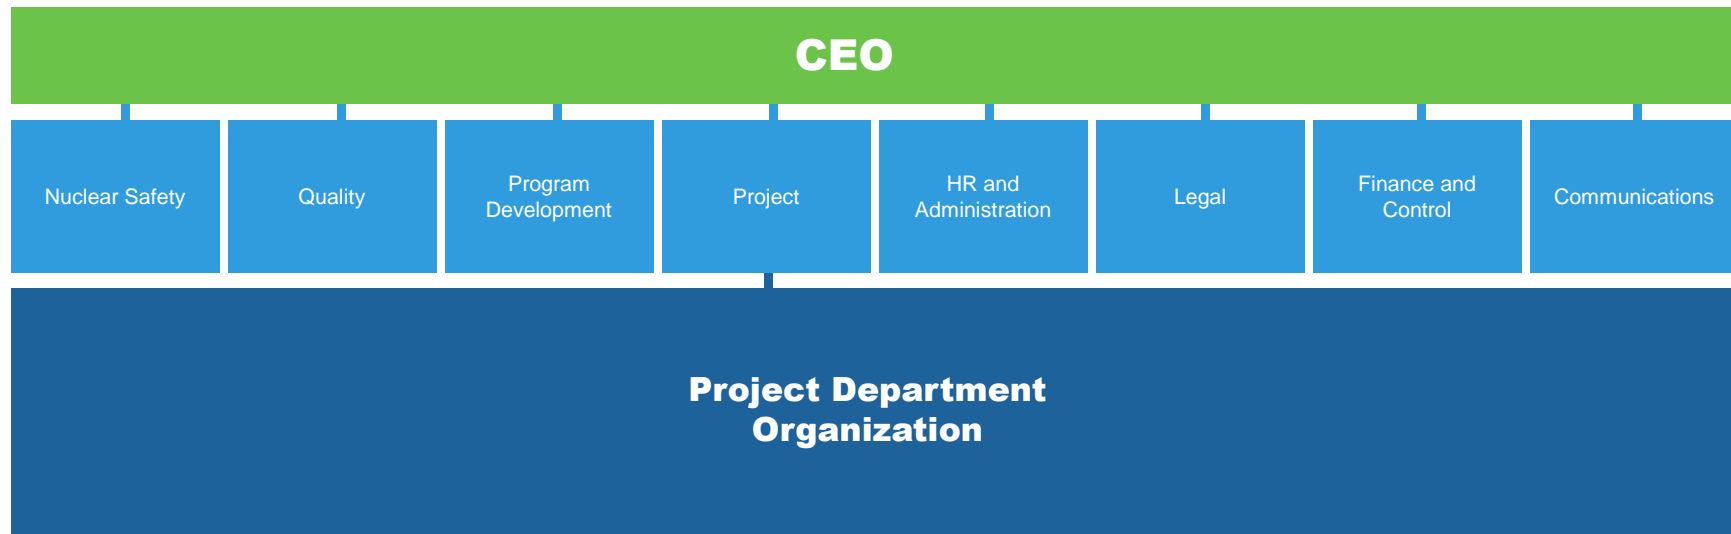 CEO
Nuclear Safety
Quality
Program
Development
Project
HR and
Administration
Legal
Finance and
Control
Communications
Project Department
Organization